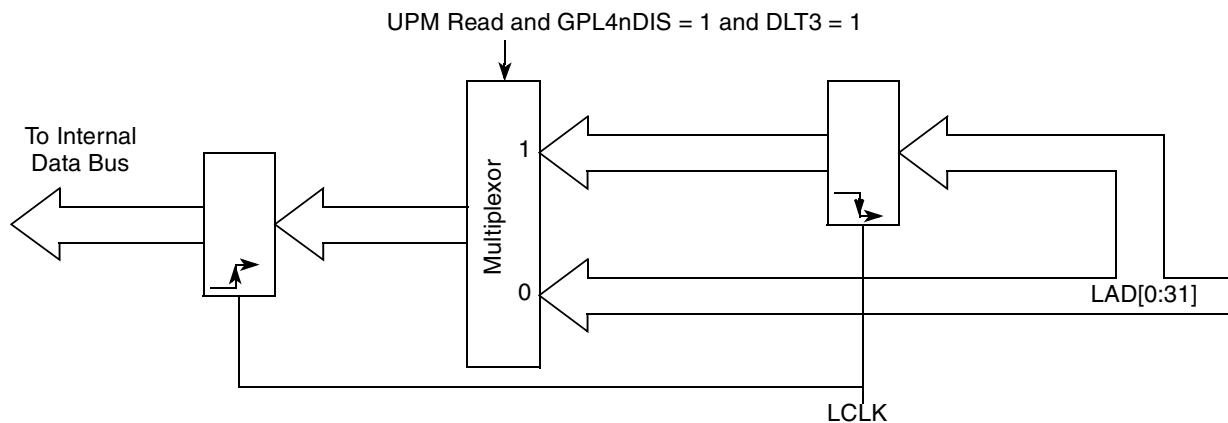 UPM Read and GPL4nDIS = 1 and DLT3 = 1
To Internal
Data Bus
1
Multiplexor
0
LAD[0:31]
LCLK